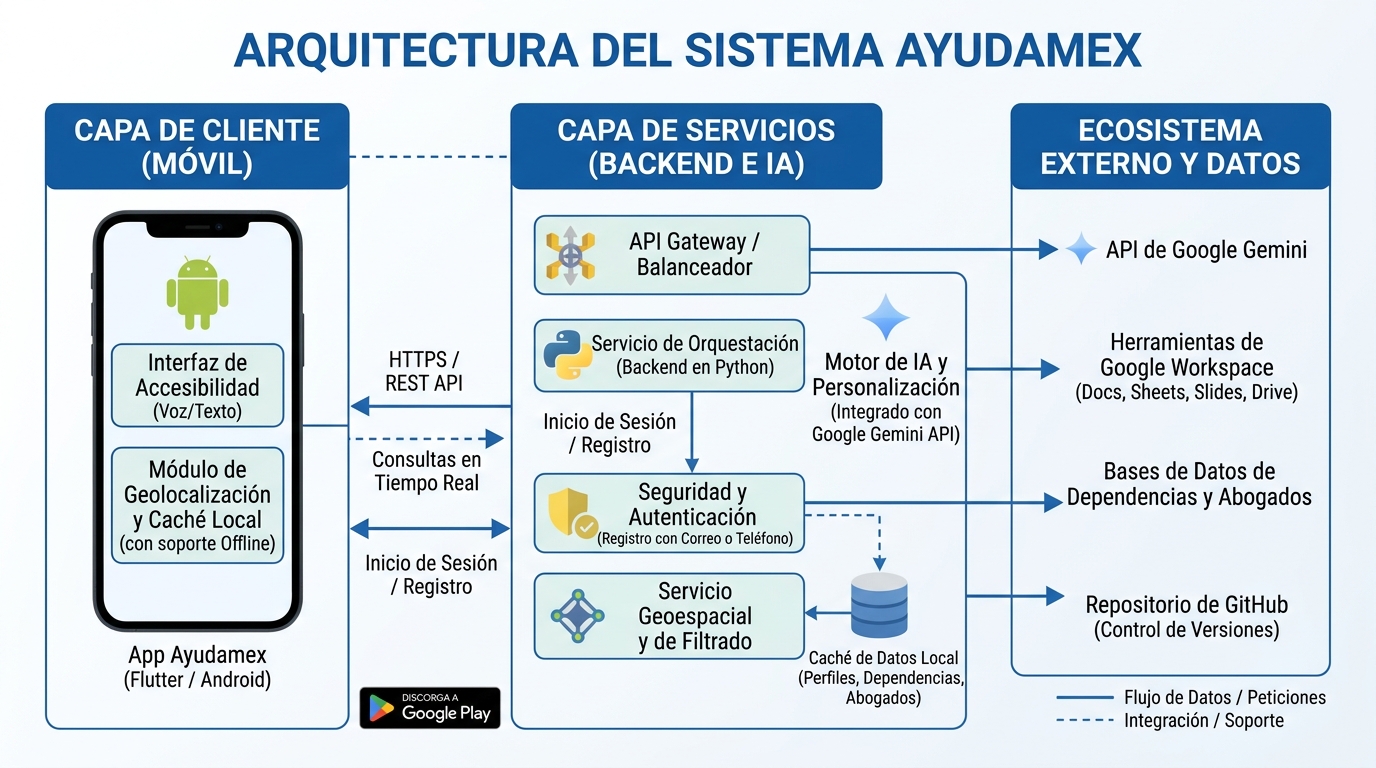 ARQUITECTURA DEL SISTEMA AYUDAMEX
CAPA DE CLIENTE
(MÓVIL)
Interfaz de
Accesibilidad
(Voz/Texto)
Módulo de
Geolocalización
y Caché Local
(con soporte Offline)
App Ayudamex
(Flutter / Android)
HTTPS /
REST API
Consultas en
Tiempo Real
Inicio de Sesión
/ Registro
DISCORGA A
Google Play
CAPA DE SERVICIOS
(BACKEND E IA)
API Gateway /
Balanceador
Servicio de Orquestación
(Backend en Python)
Inicio de Sesión
/ Registro
Motor de IA y
Personalización
(Integrado con
Google Gemini API)
Seguridad y
Autenticación
(Registro con Correo o Teléfono)
Servicio
Geoespacial
y de Filtrado
Caché de Datos Local
(Perfiles, Dependencias,
Abogados)
ECOSISTEMA
EXTERNO Y DATOS
API de Google Gemini
Herramientas de
Google Workspace
(Docs, Sheets, Slides, Drive)
Bases de Datos de
Dependencias y Abogados
Repositorio de GitHub
(Control de Versiones)
Flujo de Datos / Peticiones
Integración / Soporte